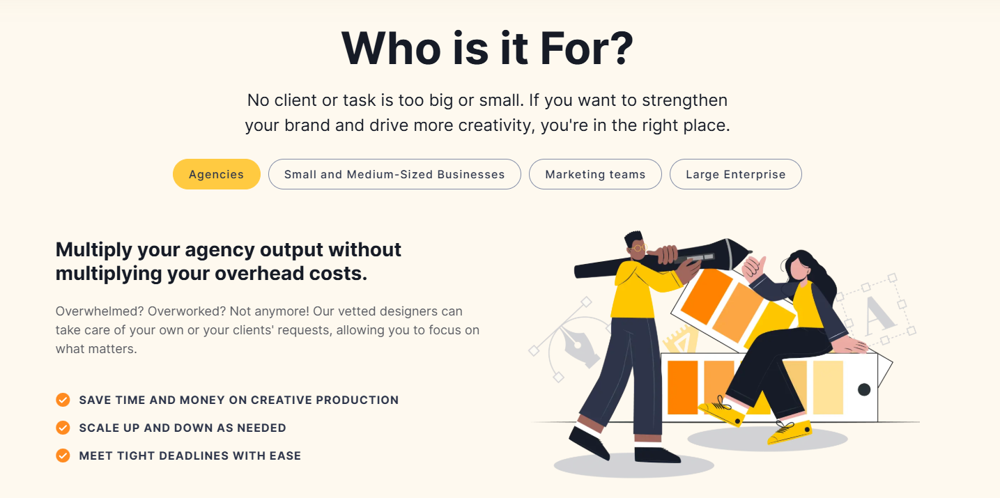 Who is it For?
No client or task is too big or small. If you want to strengthen
your brand and drive more creativity, you're in the right place.
Agencies
Small and Medium-Sized Businesses
Marketing teams
Large Enterprise
Multiply your agency output without
multiplying your overhead costs.
Overwhelmed? Overworked? Not anymore! Our vetted designers can
take care of your own or your clients' requests, allowing you to focus on
what matters.
SAVE TIME AND MONEY ON CREATIVE PRODUCTION
SCALE UP AND DOWN AS NEEDED
MEET TIGHT DEADLINES WITH EASE
A